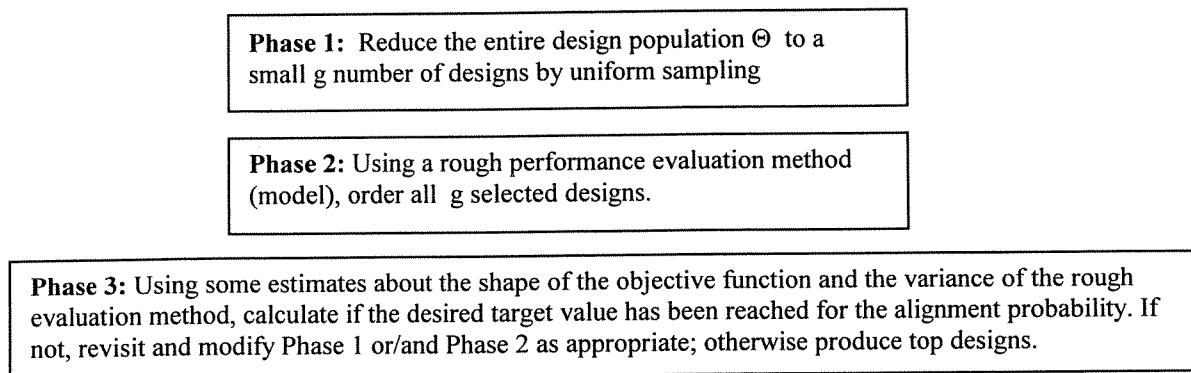 Phase 1: Reduce the entire design population Θ to a
small g number of designs by uniform sampling
Phase 2: Using a rough performance evaluation method
(model), order all g selected designs.
Phase 3: Using some estimates about the shape of the objective function and the variance of the rough
evaluation method, calculate if the desired target value has been reached for the alignment probability. If
not, revisit and modify Phase 1 or/and Phase 2 as appropriate; otherwise produce top designs.